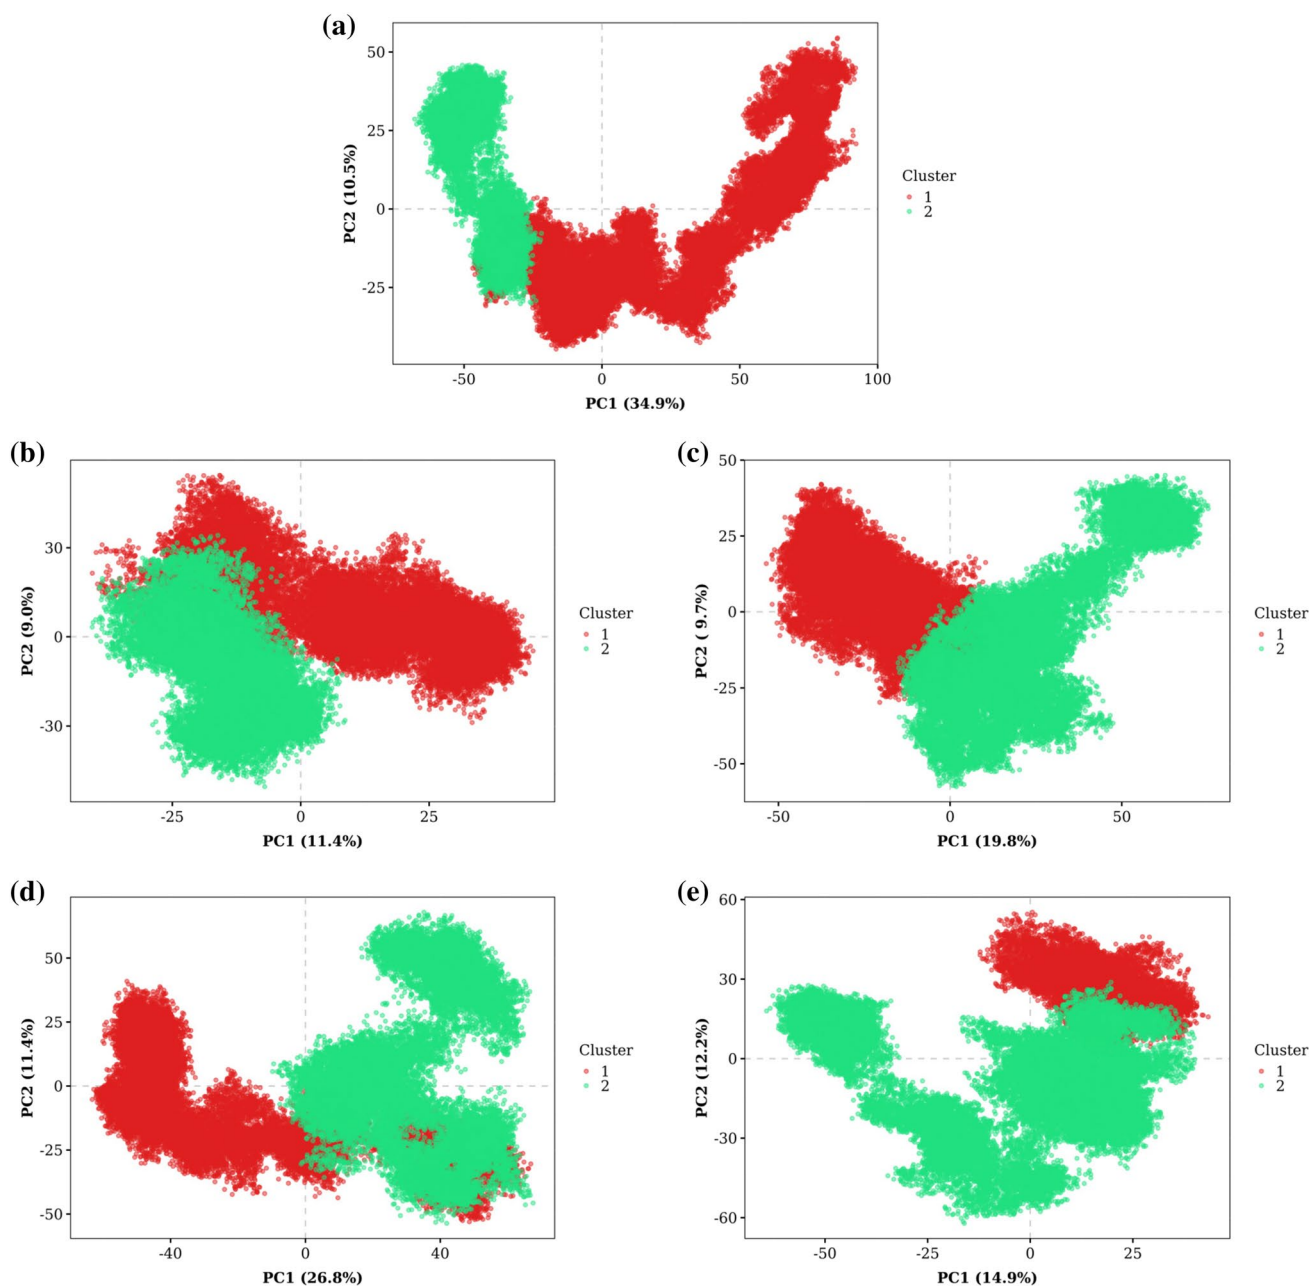 (a)
50
25
0
-25
PC2 (10.5%)
-50
0
50
100
PC1 (34.9%)
Cluster
1
2
(b)
30
0
-30
PC2 (9.0%)
-25
0
25
PC1 (11.4%)
Cluster
1
2
(c)
50
25
0
-25
-50
PC2 ( 9.7%)
-50
0
50
PC1 (19.8%)
Cluster
1
2
(d)
50
25
0
-25
-50
PC2 (11.4%)
-40
0
40
PC1 (26.8%)
Cluster
1
2
(e)
60
30
0
-30
-60
PC2 (12.2%)
-50
-25
0
25
PC1 (14.9%)
Cluster
1
2